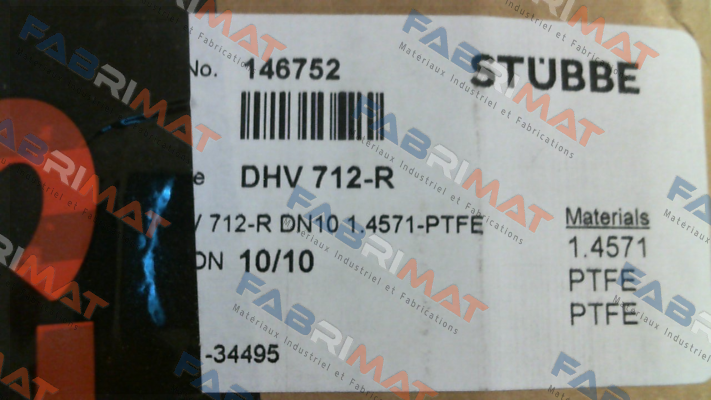 No. 146752
STÜBBE
e DHV 712-R
V 712-R DN10 1.4571-PTFE
DN 10/10
Materials
1.4571
PTFE
PTFE
-34495
FABRIMAT
Matériaux Industriel et Fabrications